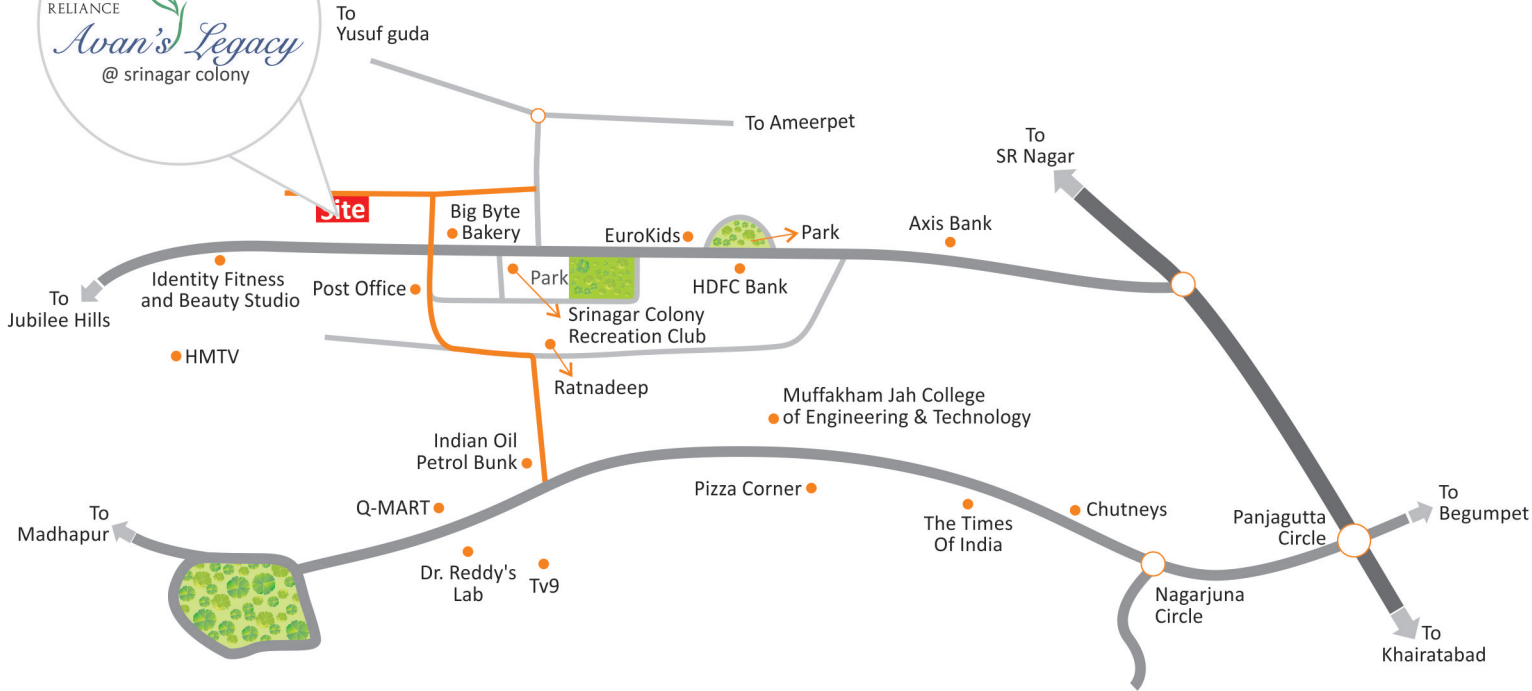 RELIANCE
Avan's Legacy
@ srinagar colony
To
Yusuf guda
To Ameerpet
To
SR Nagar
Site
Big Byte
Bakery
EuroKids
Park
Axis Bank
Identity Fitness
and Beauty Studio
Post Office
Park
HDFC Bank
To
Jubilee Hills
Srinagar Colony
Recreation Club
HMTV
Ratnadeep
Muffakham Jah College
of Engineering & Technology
Indian Oil
Petrol Bunk
Pizza Corner
Q-MART
To
Madhapur
The Times
Of India
Chutneys
Panjagutta
Circle
To
Begumpet
Dr. Reddy's
Lab
Tv9
Nagarjuna
Circle
To
Khairatabad